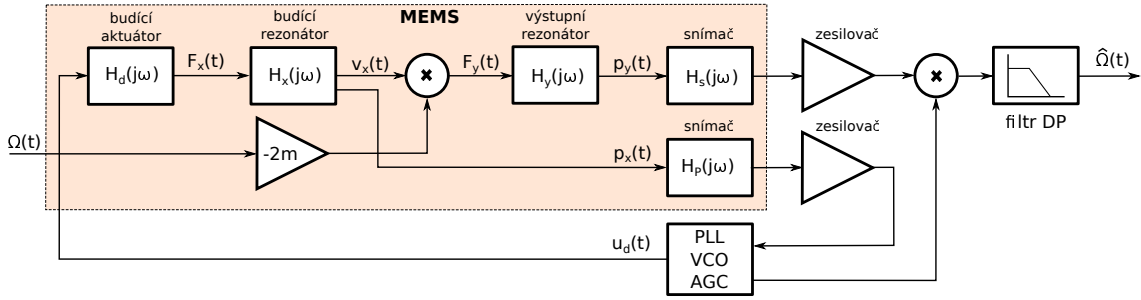 MEMS
budící
aktuátor
budící
rezonátor
výstupní
rezonátor
snímač
zesilovač
H_d(jω)
F_x(t)
H_x(jω)
v_x(t)
F_y(t)
H_y(jω)
p_y(t)
H_s(jω)
Ω̂(t)
filtr DP
Ω(t)
-2m
snímač
zesilovač
p_x(t)
H_P(jω)
u_d(t)
PLL
VCO
AGC